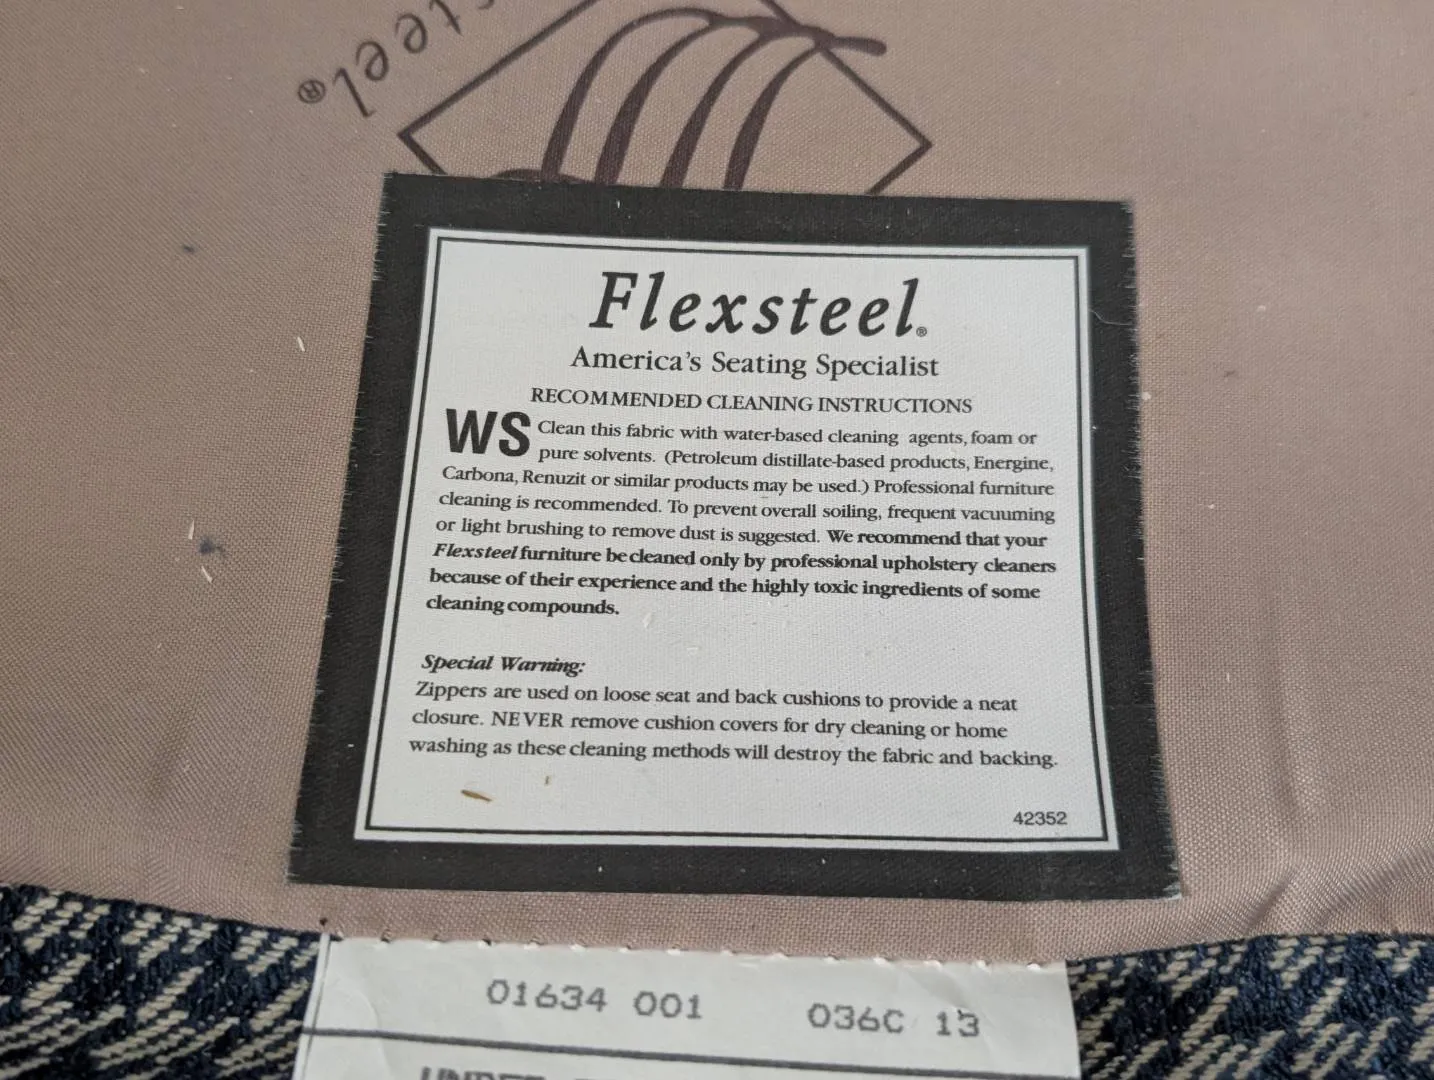 steel®
Flexsteel®
America's Seating Specialist
RECOMMENDED CLEANING INSTRUCTIONS
WS Clean this fabric with water-based cleaning agents, foam or
pure solvents. (Petroleum distillate-based products, Energine,
Carbona, Renuzit or similar products may be used.) Professional furniture
cleaning is recommended. To prevent overall soiling, frequent vacuuming
or light brushing to remove dust is suggested. We recommend that your
Flexsteel furniture be cleaned only by professional upholstery cleaners
because of their experience and the highly toxic ingredients of some
cleaning compounds.
Special Warning:
Zippers are used on loose seat and back cushions to provide a neat
closure. NEVER remove cushion covers for dry cleaning or home
washing as these cleaning methods will destroy the fabric and backing.
42352
01634 001 036C 13